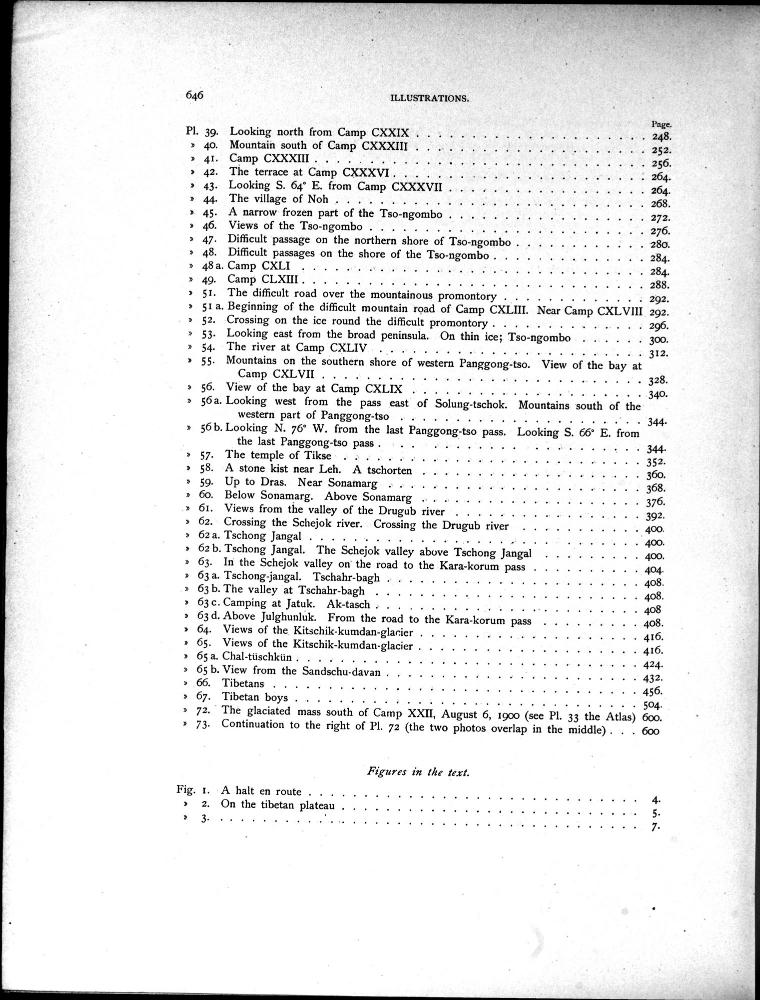 646
ILLUSTRATIONS.
Page.
Pl. 39. Looking north from Camp CXXIX . . . . . . . . . . . . . . . . . . . . 248.
» 40. Mountain south of Camp CXXXIII . . . . . . . . . . . . . . . . . . . . 252.
» 41. Camp CXXXIII . . . . . . . . . . . . . . . . . . . . . . . . . . . 256.
» 42. The terrace at Camp CXXXVI . . . . . . . . . . . . . . . . . . . . . 264.
» 43. Looking S. 64° E. from Camp CXXXVII . . . . . . . . . . . . . . . . . 264.
» 44. The village of Noh . . . . . . . . . . . . . . . . . . . . . . . . . 268.
» 45. A narrow frozen part of the Tso-ngombo . . . . . . . . . . . . . . . . . 272.
» 46. Views of the Tso-ngombo . . . . . . . . . . . . . . . . . . . . . . 276.
» 47. Difficult passage on the northern shore of Tso-ngombo . . . . . . . . . . . 280.
» 48. Difficult passages on the shore of the Tso-ngombo . . . . . . . . . . . . . 284.
» 48 a. Camp CXLI . . . . . . . . . . . . . . . . . . . . . . . . . . . . 284.
» 49. Camp CLXIII . . . . . . . . . . . . . . . . . . . . . . . . . . . . 288.
» 51. The difficult road over the mountainous promontory . . . . . . . . . . . . 292.
» 51 a. Beginning of the difficult mountain road of Camp CXLIII. Near Camp CXLVIII 292.
» 52. Crossing on the ice round the difficult promontory . . . . . . . . . . . . . 296.
» 53. Looking east from the broad peninsula. On thin ice; Tso-ngombo . . . . . . 300.
» 54. The river at Camp CXLIV . . . . . . . . . . . . . . . . . . . . . . 312.
» 55. Mountains on the southern shore of western Panggong-tso. View of the bay at
Camp CXLVII . . . . . . . . . . . . . . . . . . . . . . . . . . 328.
» 56. View of the bay at Camp CXLIX . . . . . . . . . . . . . . . . . . . 340.
» 56 a. Looking west from the pass east of Solung-tschok. Mountains south of the
western part of Panggong-tso . . . . . . . . . . . . . . . . . . . . 344.
» 56 b. Looking N. 76° W. from the last Panggong-tso pass. Looking S. 66° E. from
the last Panggong-tso pass . . . . . . . . . . . . . . . . . . . . . 344.
» 57. The temple of Tikse . . . . . . . . . . . . . . . . . . . . . . . . 352.
» 58. A stone kist near Leh. A tschorten . . . . . . . . . . . . . . . . . . 360.
» 59. Up to Dras. Near Sonamarg . . . . . . . . . . . . . . . . . . . . . 368.
» 60. Below Sonamarg. Above Sonamarg . . . . . . . . . . . . . . . . . . 376.
» 61. Views from the valley of the Drugub river . . . . . . . . . . . . . . . . 392.
» 62. Crossing the Schejok river. Crossing the Drugub river . . . . . . . . . . 400.
» 62 a. Tschong Jangal . . . . . . . . . . . . . . . . . . . . . . . . . . . 400.
» 62 b. Tschong Jangal. The Schejok valley above Tschong Jangal . . . . . . . . 400.
» 63. In the Schejok valley on the road to the Kara-korum pass . . . . . . . . . 404.
» 63 a. Tschong-jangal. Tschahr-bagh . . . . . . . . . . . . . . . . . . . . 408.
» 63 b. The valley at Tschahr-bagh . . . . . . . . . . . . . . . . . . . . . 408.
» 63 c. Camping at Jatuk. Ak-tasch . . . . . . . . . . . . . . . . . . . . . 408
» 63 d. Above Julghunluk. From the road to the Kara-korum pass . . . . . . . . 408.
» 64. Views of the Kitschik-kumdan-glacier . . . . . . . . . . . . . . . . . . 416.
» 65. Views of the Kitschik-kumdan-glacier . . . . . . . . . . . . . . . . . . 416.
» 65 a. Chal-tüschkün . . . . . . . . . . . . . . . . . . . . . . . . . . . . 424.
» 65 b. View from the Sandschu-davan . . . . . . . . . . . . . . . . . . . . 432.
» 66. Tibetans . . . . . . . . . . . . . . . . . . . . . . . . . . . . . 456.
» 67. Tibetan boys . . . . . . . . . . . . . . . . . . . . . . . . . . . 504.
» 72. The glaciated mass south of Camp XXII, August 6, 1900 (see Pl. 33 the Atlas) 600.
» 73. Continuation to the right of Pl. 72 (the two photos overlap in the middle) . . . 600
Figures in the text.
Fig. 1. A halt en route . . . . . . . . . . . . . . . . . . . . . . . . . . . 4.
» 2. On the tibetan plateau . . . . . . . . . . . . . . . . . . . . . . . . 5.
» 3. . . . . . . . . . . . . . . . . . . . . . . . . . . . . . . . . . . 7.